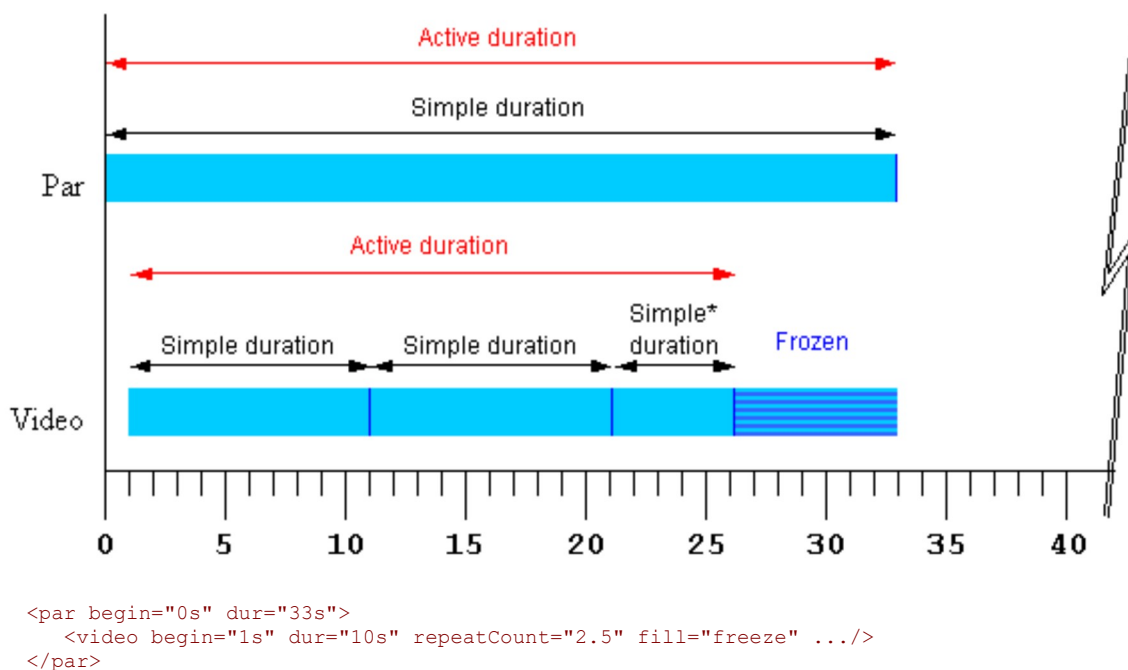 Active duration
Simple duration
Par
Active duration
Simple*
Simple duration Simple duration duration Frozen
Video
0 5 10 15 20 25 30 35 40
<par begin="0s" dur="33s">
   <video begin="1s" dur="10s" repeatCount="2.5" fill="freeze" .../>
</par>